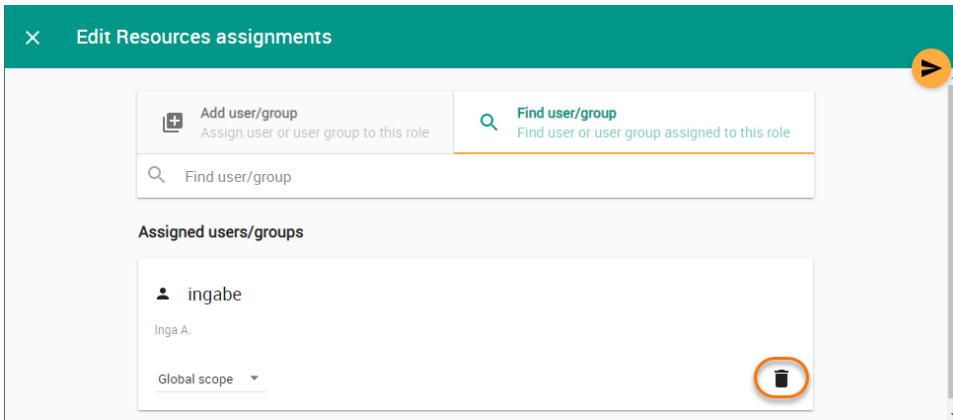 Edit Resources assignments
Add user/group
Assign user or user group to this role
Find user/group
Find user or user group assigned to this role
Find user/group
Assigned users/groups
ingabe
Inga A.
Global scope